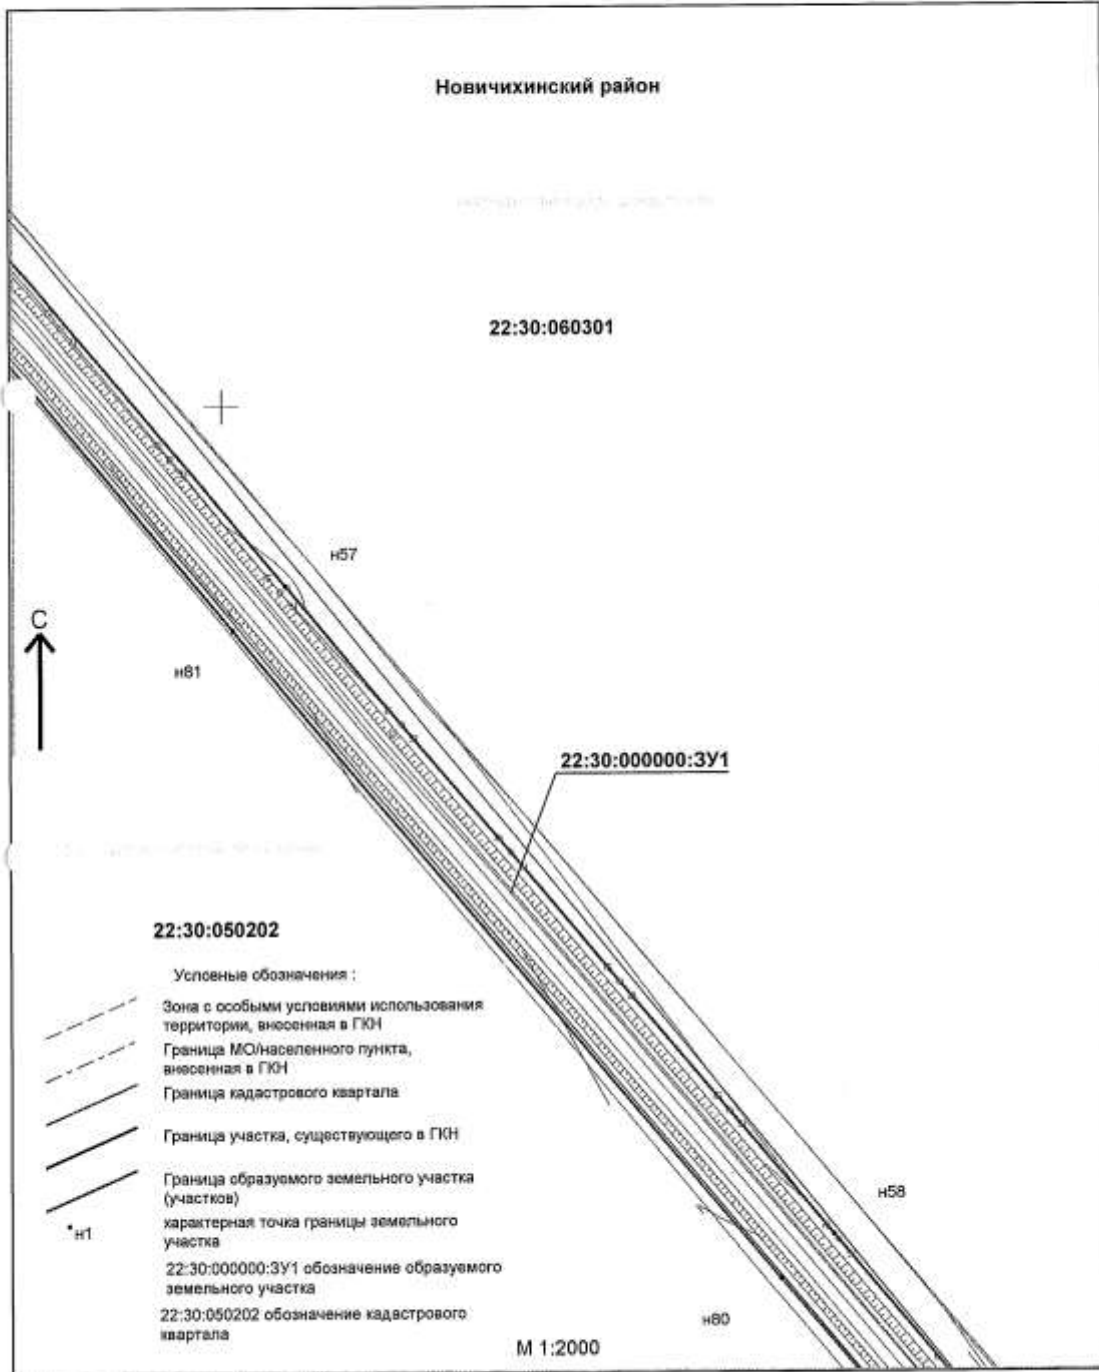 Новичихинский район
22:30:060301
н57
С
н81
22:30:000000:ЗУ1
22:30:050202
Условные обозначения :
Зона с особыми условиями использования
территории, внесенная в ГКН
Граница МО/населенного пункта,
внесенная в ГКН
Граница кадастрового квартала
Граница участка, существующего в ГКН
Граница образуемого земельного участка
(участков)
н1
характерная точка границы земельного
участка
22:30:000000:ЗУ1 обозначение образуемого
земельного участка
22:30:050202 обозначение кадастрового
квартала
н58
н80
М 1:2000